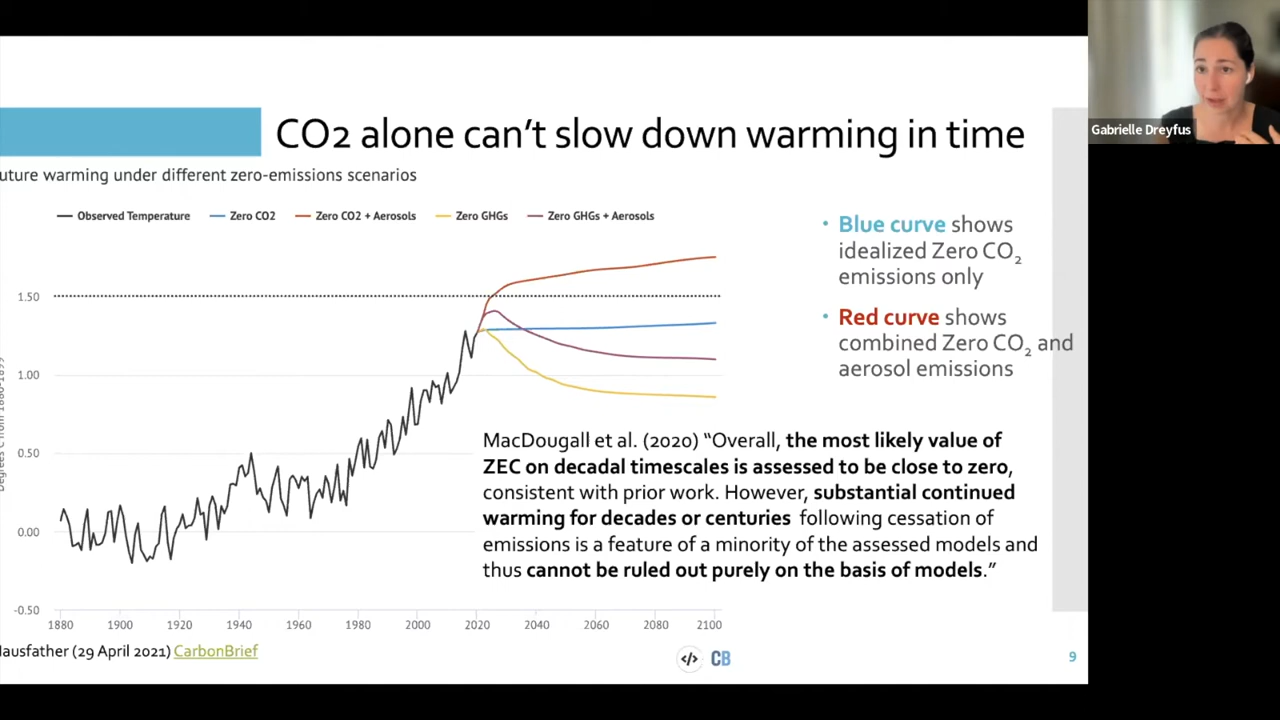 CO2 alone can't slow down warming in time
uture warming under different zero-emissions scenarios
Observed Temperature Zero CO2 Zero CO2 + Aerosols Zero GHGs Zero GHGs + Aerosols
1.50
1.00
0.50
0.00
-0.50
Degrees C from 1880-1899
1880 1900 1920 1940 1960 1980 2000 2020 2040 2060 2080 2100
• Blue curve shows
idealized Zero CO₂
emissions only
• Red curve shows
combined Zero CO₂ and
aerosol emissions
MacDougall et al. (2020) “Overall, the most likely value of
ZEC on decadal timescales is assessed to be close to zero,
consistent with prior work. However, substantial continued
warming for decades or centuries following cessation of
emissions is a feature of a minority of the assessed models and
thus cannot be ruled out purely on the basis of models.”
Hausfather (29 April 2021) CarbonBrief
</> CB
9
Gabrielle Dreyfus